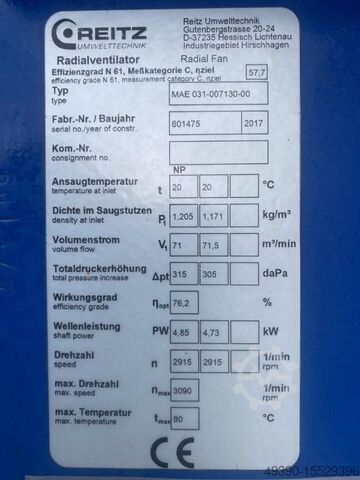 REITZ
UMWELTTECHNIK
Reitz Umwelttechnik
Gutenbergstrasse 20-24
D-37235 Hessisch Lichtenau
Industriegebiet Hirschhagen
Radialventilator Radial Fan
Effizienzgrad N 61, Meßkategorie C, ηziel 57,7
efficiency grade N 61, measurement category C, ηziel
Typ MAE 031-007130-00
type
Fabr.-Nr. / Baujahr 601475 2017
serial no./year of constr.
Kom.-Nr.
consignment no.
NP
Ansaugtemperatur t 20 20 °C
temperature at inlet
Dichte im Saugstutzen P1 1,205 1,171 kg/m³
density at inlet
Volumenstrom V1 71 71,5 m³/min
volume flow
Totaldruckerhöhung Δpt 315 305 daPa
total pressure increase
Wirkungsgrad ηopt 76,2 %
efficiency grade
Wellenleistung PW 4,85 4,73 kW
shaft power
Drehzahl n 2915 2915 1/min
speed rpm
max. Drehzahl nmax 3090 1/min
max. speed rpm
max. Temperatur tmax 80 °C
max. temperature
CE
49390-15529396